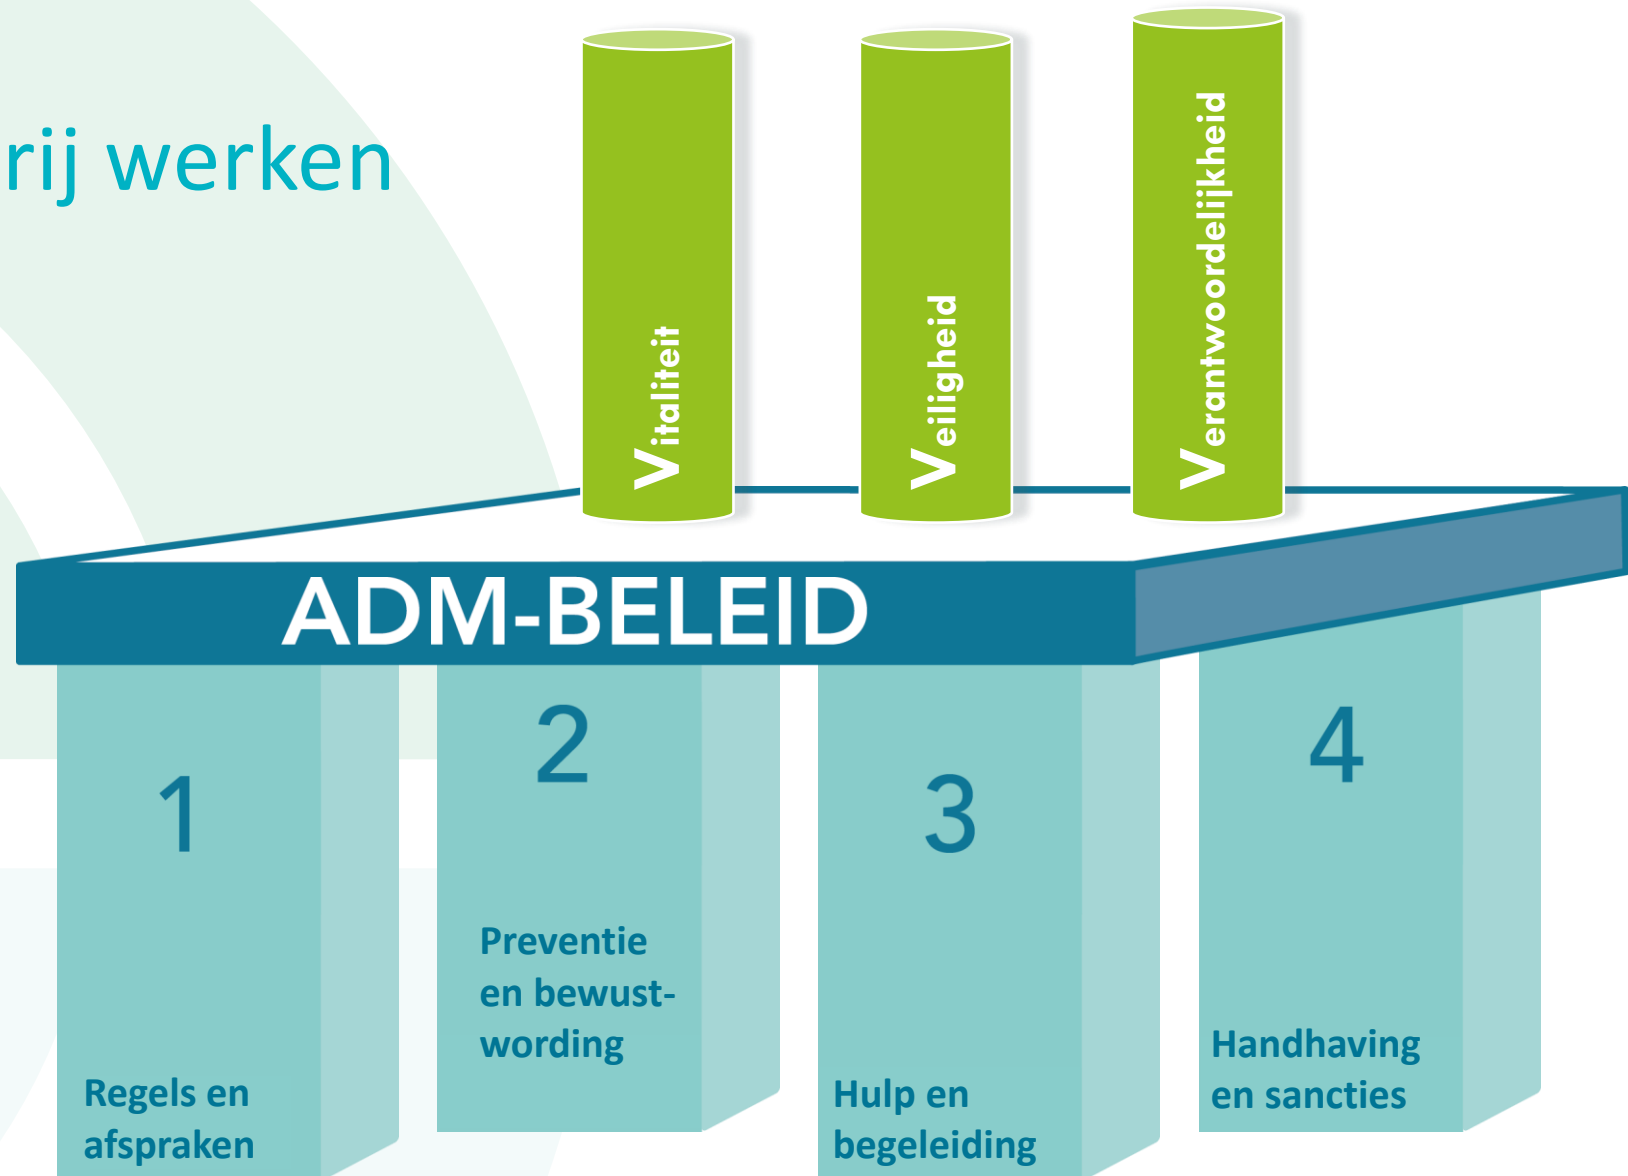 rij werken
Vitaliteit
Veiligheid
Verantwoordelijkheid
ADM-BELEID
1
Regels en
afspraken
2
Preventie
en bewust-
wording
3
Hulp en
begeleiding
4
Handhaving
en sancties